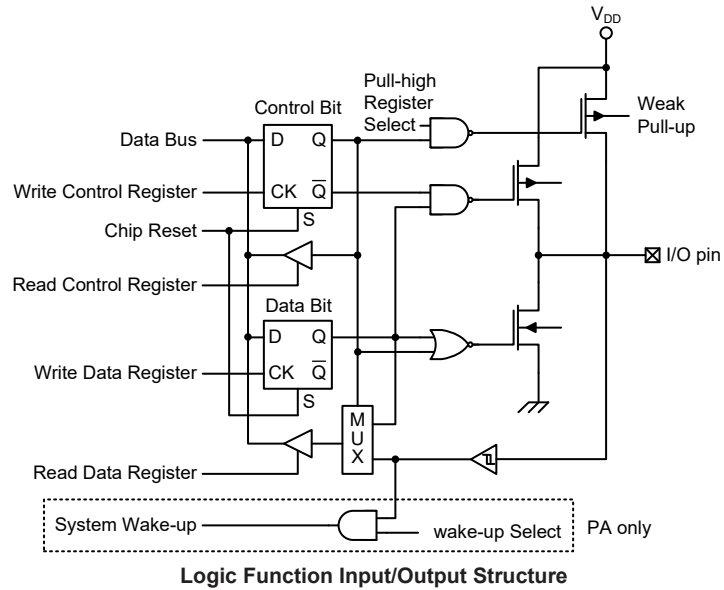 V_DD
Pull-high
Register
Select
Weak
Pull-up
Control Bit
Data Bus
D
Q
Write Control Register
CK
Q̅
S
Chip Reset
I/O pin
Read Control Register
Data Bit
D
Q
Write Data Register
CK
Q̅
S
M
U
X
Read Data Register
System Wake-up
wake-up Select
PA only
Logic Function Input/Output Structure